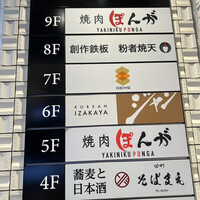 9F 焼肉 ぽんが
YAKINIKU PONGA
8F 創作鉄板 粉者焼天
7F
6F KOREAN IZAKAYA ジャン
5F 焼肉 ぽんが
YAKINIKU PONGA
4F 蕎麦と日本酒 そばまえ